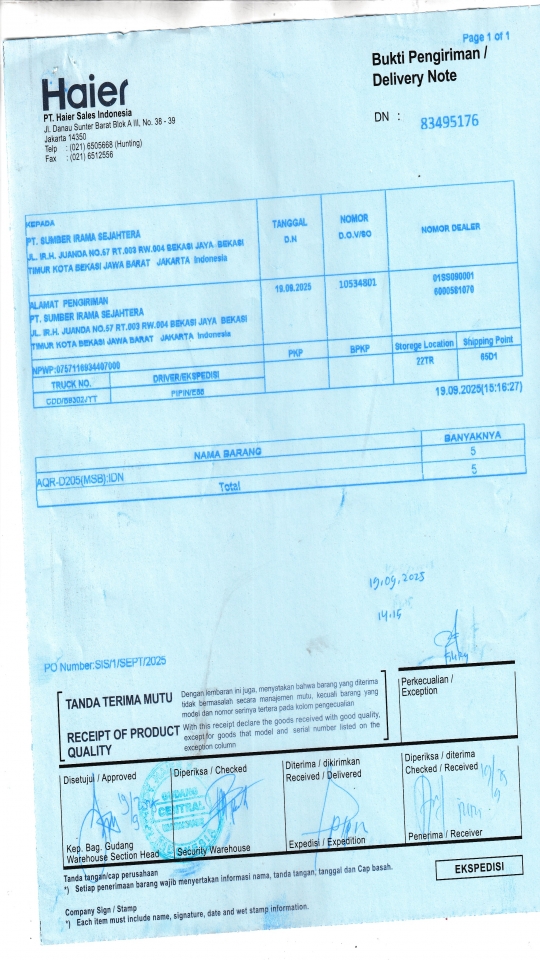 Page 1 of 1
Haier
Bukti Pengiriman /
Delivery Note
PT. Haier Sales Indonesia
Jl. Danau Sunter Barat Blok A III, No. 38 - 39
Jakarta 14350
Telp : (021) 6505668 (Hunting)
Fax : (021) 6512556
DN : 83495176
KEPADA
PT. SUMBER IRAMA SEJAHTERA
JL. IR.H. JUANDA NO.57 RT.003 RW.004 BEKASI JAYA BEKASI
TIMUR KOTA BEKASI JAWA BARAT JAKARTA Indonesia
TANGGAL
D.N
NOMOR
D.O.V/SO
NOMOR DEALER
ALAMAT PENGIRIMAN
PT. SUMBER IRAMA SEJAHTERA
JL. IR.H. JUANDA NO.57 RT.003 RW.004 BEKASI JAYA BEKASI
TIMUR KOTA BEKASI JAWA BARAT JAKARTA Indonesia
19.09.2025
10534801
01SS090001
6000581070
NPWP:0757116934407000
PKP
BPKP
Storege Location
Shipping Point
22TR
65D1
TRUCK NO.
DRIVER/EKSPEDISI
19.09.2025(15:16:27)
NAMA BARANG
BANYAKNYA
AQR-D205(MSB):IDN
5
Total
5
19.09.2025
14.15
PO Number:SIS/1/SEPT/2025
TANDA TERIMA MUTU
Dengan lembaran ini juga, menyatakan bahwa barang yang diterima
tidak bermasalah secara manajemen mutu, kecuali barang yang
model dan nomor serinya tertera pada kolom pengecualian
RECEIPT OF PRODUCT
QUALITY
With this receipt declare the goods received with good quality,
except for goods that model and serial number listed on the
exception column
Perkecualian /
Exception
Disetujui / Approved
Diperiksa / Checked
Diterima / dikirimkan
Received / Delivered
Diperiksa / diterima
Checked / Received
CENTRAL
Kep. Bag. Gudang
Warehouse Section Head
Security Warehouse
Expedisi / Expedition
Penerima / Receiver
Tanda tangan/cap perusahaan
*) Setiap penerimaan barang wajib menyertakan informasi nama, tanda tangan, tanggal dan Cap basah.
EKSPEDISI
Company Sign / Stamp
*) Each item must include name, signature, date and wet stamp information.